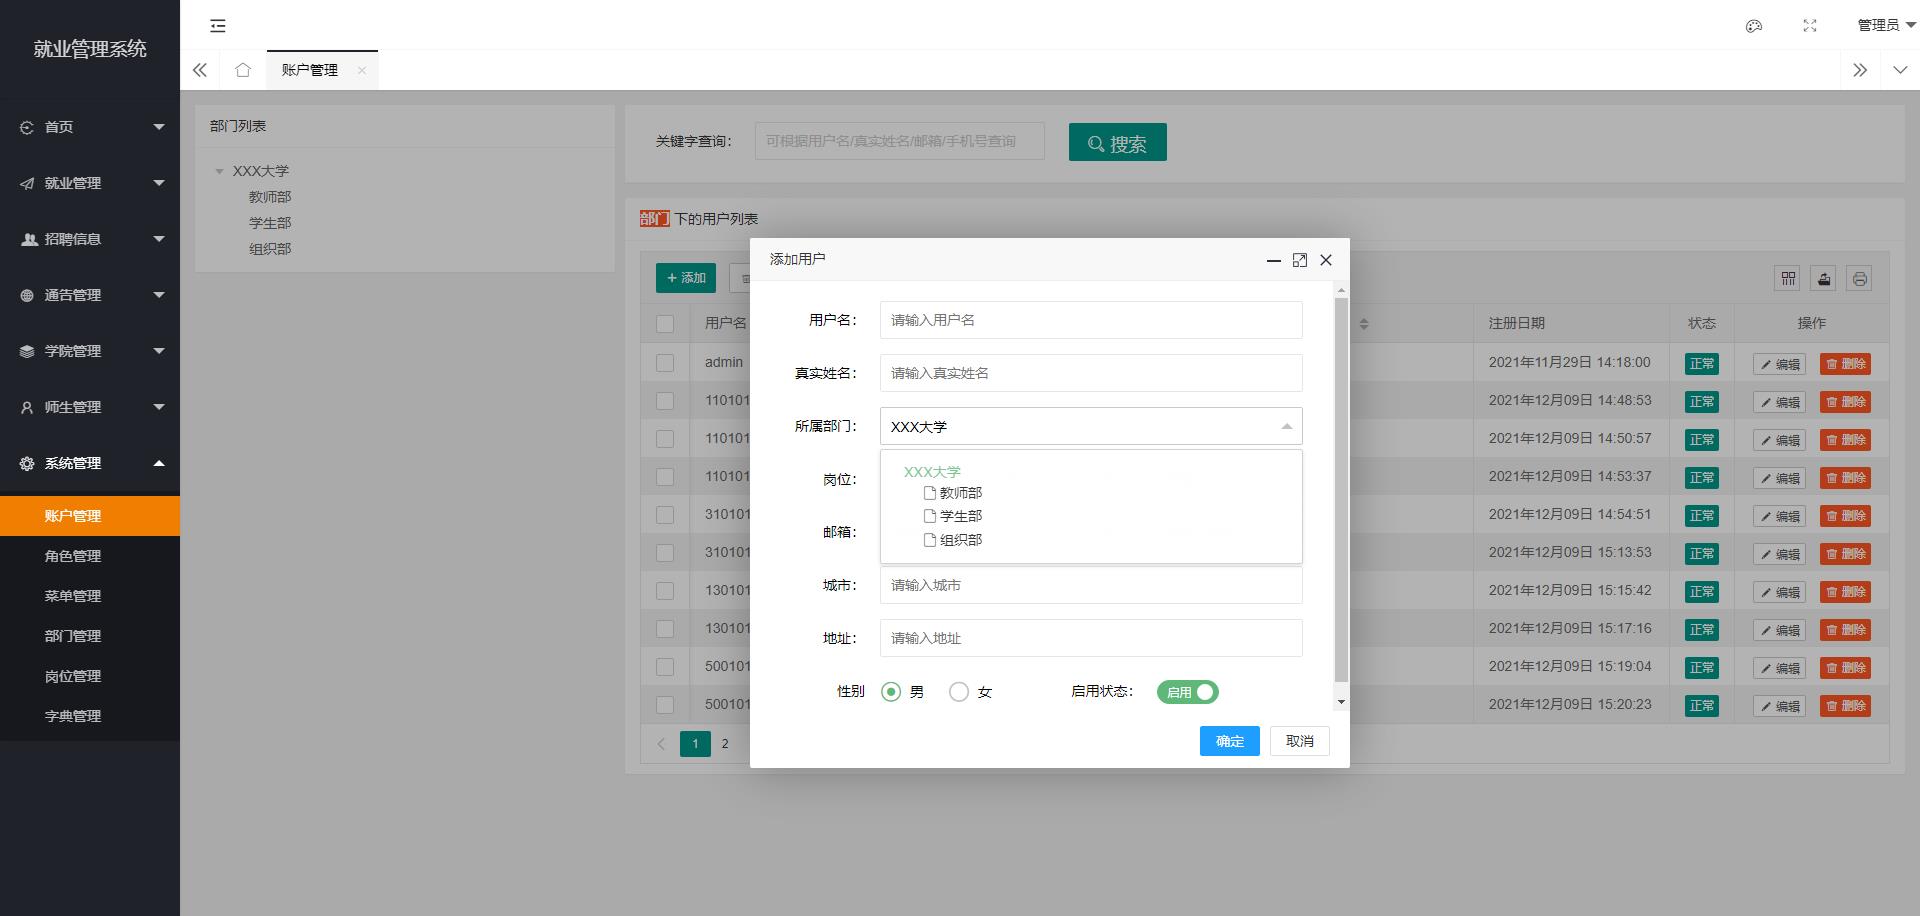 就业管理系统
管理员
账户管理
首页
就业管理
招聘信息
通告管理
学院管理
师生管理
系统管理
账户管理
角色管理
菜单管理
部门管理
岗位管理
字典管理
部门列表
XXX大学
教师部
学生部
组织部
关键字查询：
可根据用户名/真实姓名/邮箱/手机号查询
搜索
部门 下的用户列表
添加
用户名 注册日期 状态 操作
admin 2021年11月29日 14:18:00 正常 编辑 删除
110101 2021年12月09日 14:48:53 正常 编辑 删除
110101 2021年12月09日 14:50:57 正常 编辑 删除
110101 2021年12月09日 14:53:37 正常 编辑 删除
310101 2021年12月09日 14:54:51 正常 编辑 删除
310101 2021年12月09日 15:13:53 正常 编辑 删除
130101 2021年12月09日 15:15:42 正常 编辑 删除
130101 2021年12月09日 15:17:16 正常 编辑 删除
500101 2021年12月09日 15:19:04 正常 编辑 删除
500101 2021年12月09日 15:20:23 正常 编辑 删除
1 2
添加用户
用户名： 请输入用户名
真实姓名： 请输入真实姓名
所属部门： XXX大学
XXX大学
岗位：
教师部
学生部
邮箱：
组织部
城市： 请输入城市
地址： 请输入地址
性别 男 女 启用状态： 启用
确定 取消